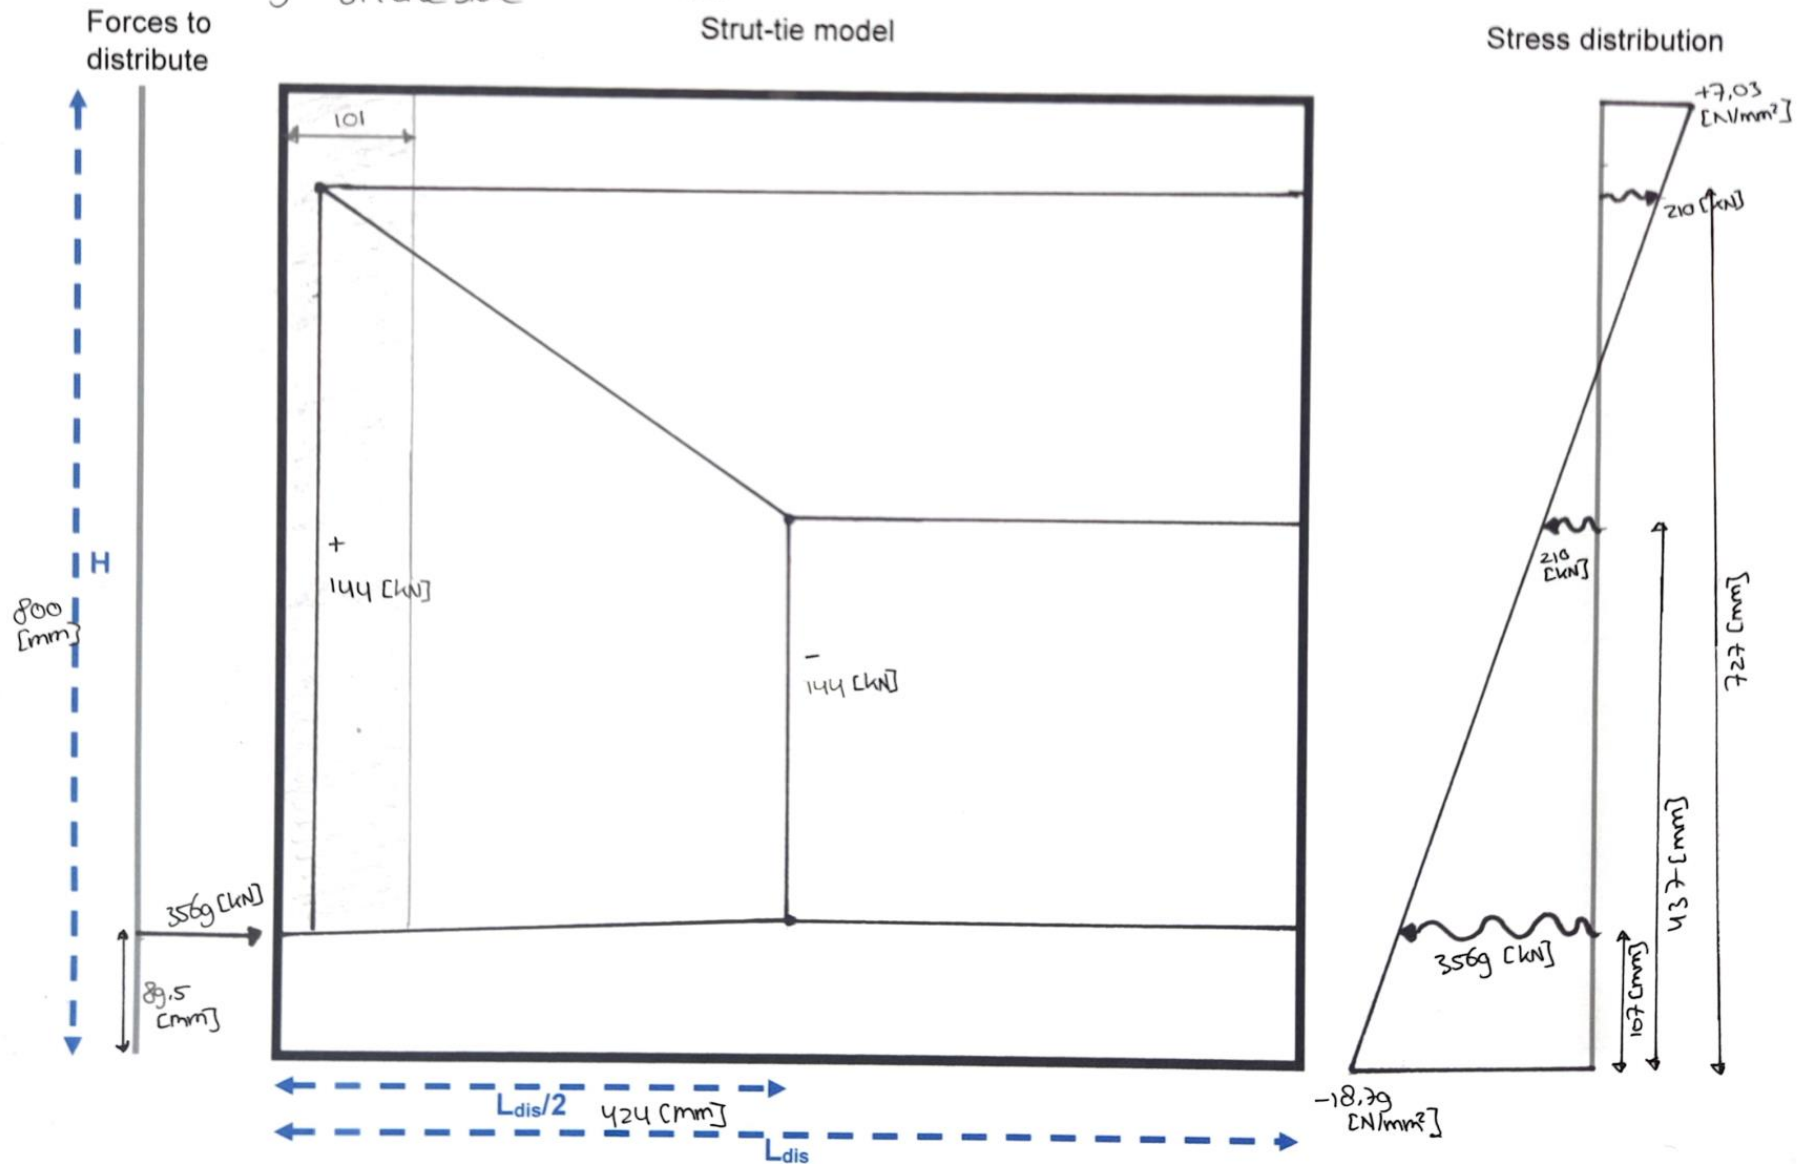 Forces to
distribute
Strut-tie model
Stress distribution
+7,03
[N/mm²]
101
210 [kN]
H
800
[mm]
+
144 [kN]
-
144 [kN]
210
[kN]
727 [mm]
437 [mm]
107 [mm]
3569 [kN]
3569 [kN]
89,5
[mm]
Ldis/2
424 [mm]
Ldis
-18,79
[N/mm²]